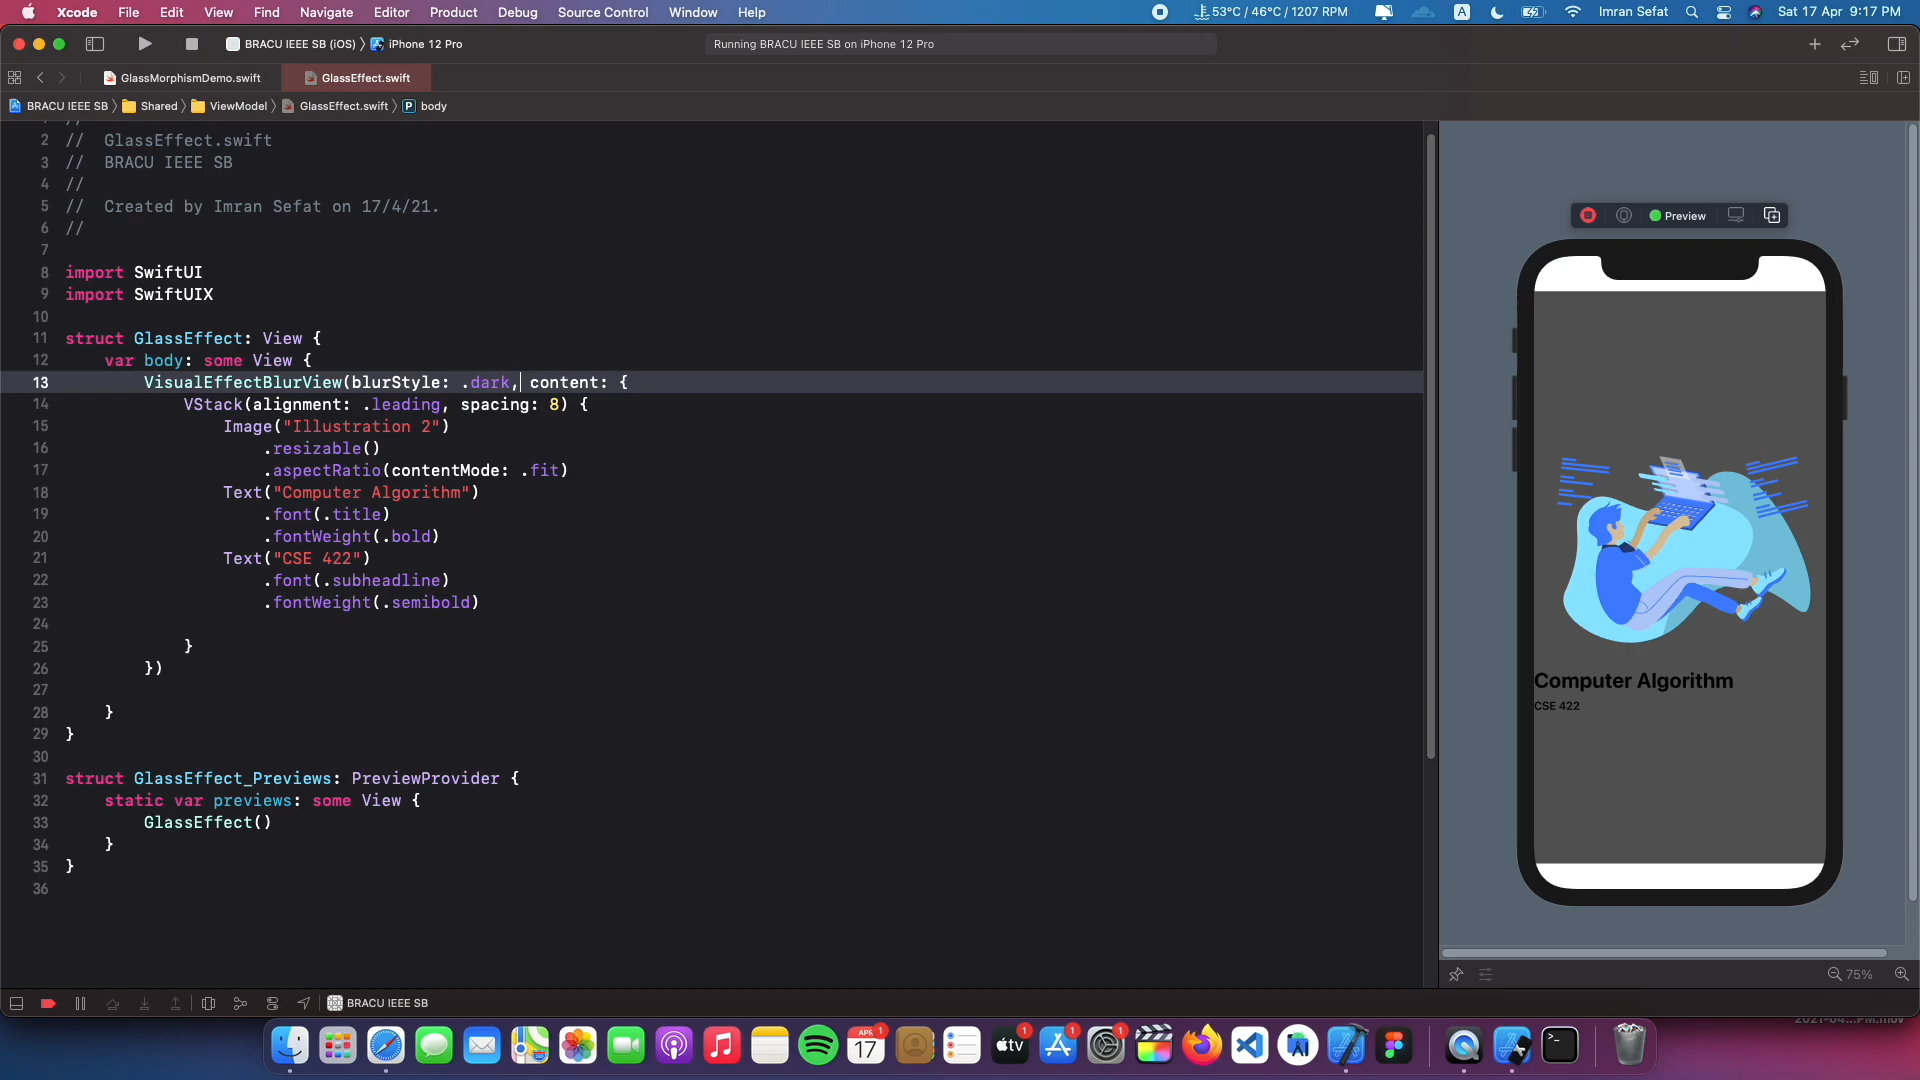 Xcode File Edit View Find Navigate Editor Product Debug Source Control Window Help 53°C / 46°C / 1207 RPM A Imran Sefat Sat 17 Apr 9:17 PM
BRACU IEEE SB (iOS) iPhone 12 Pro Running BRACU IEEE SB on iPhone 12 Pro
GlassMorphismDemo.swift GlassEffect.swift
BRACU IEEE SB Shared ViewModel GlassEffect.swift P body
1 //
2 // GlassEffect.swift
3 // BRACU IEEE SB
4 //
5 // Created by Imran Sefat on 17/4/21.
6 //
7
8 import SwiftUI
9 import SwiftUIX
10
11 struct GlassEffect: View {
12 var body: some View {
13 VisualEffectBlurView(blurStyle: .dark, content: {
14 VStack(alignment: .leading, spacing: 8) {
15 Image("Illustration 2")
16 .resizable()
17 .aspectRatio(contentMode: .fit)
18 Text("Computer Algorithm")
19 .font(.title)
20 .fontWeight(.bold)
21 Text("CSE 422")
22 .font(.subheadline)
23 .fontWeight(.semibold)
24
25 }
26 })
27
28 }
29 }
30
31 struct GlassEffect_Previews: PreviewProvider {
32 static var previews: some View {
33 GlassEffect()
34 }
35 }
36
Preview
Computer Algorithm
CSE 422
75%
BRACU IEEE SB
APR 17 1
tv 1
1
1